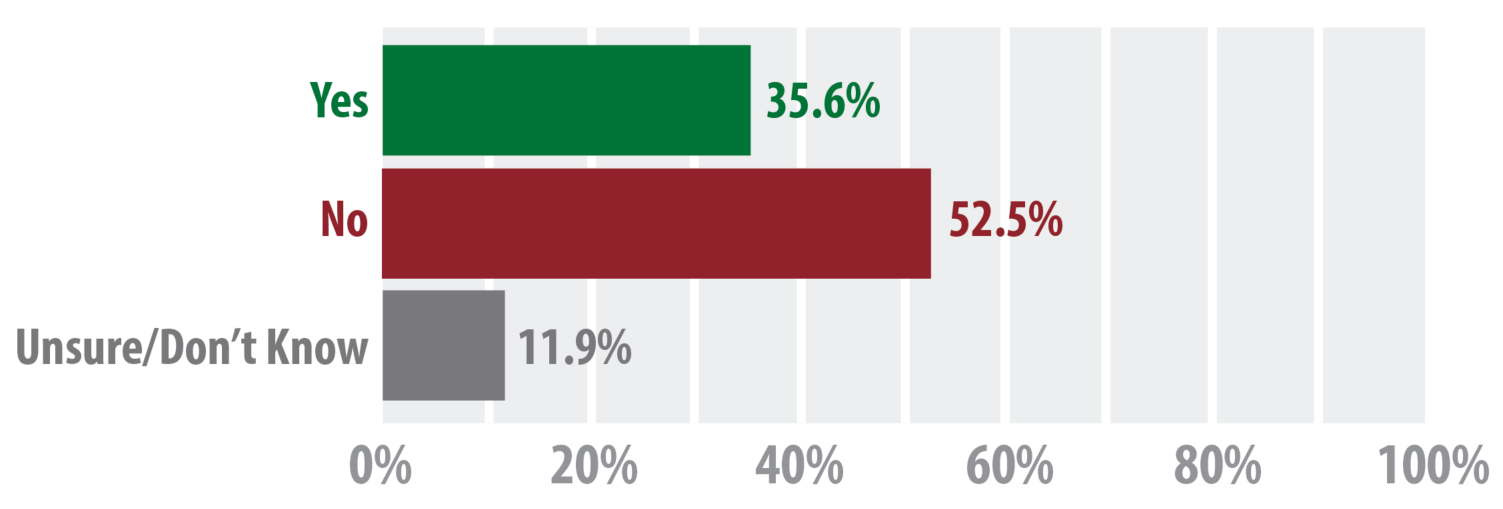 Yes 35.6%
No 52.5%
Unsure/Don’t Know 11.9%
0% 20% 40% 60% 80% 100%